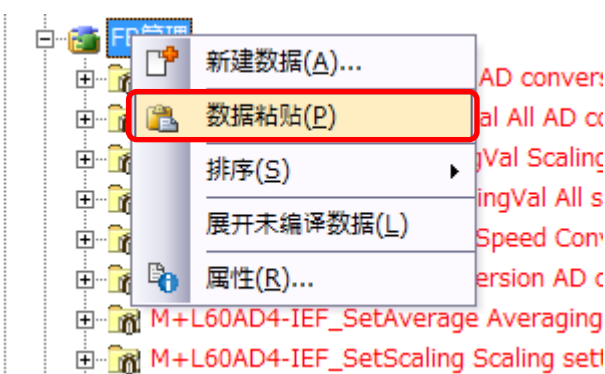 FB管理
新建数据(A)...
AD convers
数据粘贴(P)
al All AD co
gVal Scaling
排序(S)
ingVal All s
展开未编译数据(L)
Speed Conv
属性(R)...
ersion AD c
M+L60AD4-IEF_SetAverage Averaging
M+L60AD4-IEF_SetScaling Scaling sett